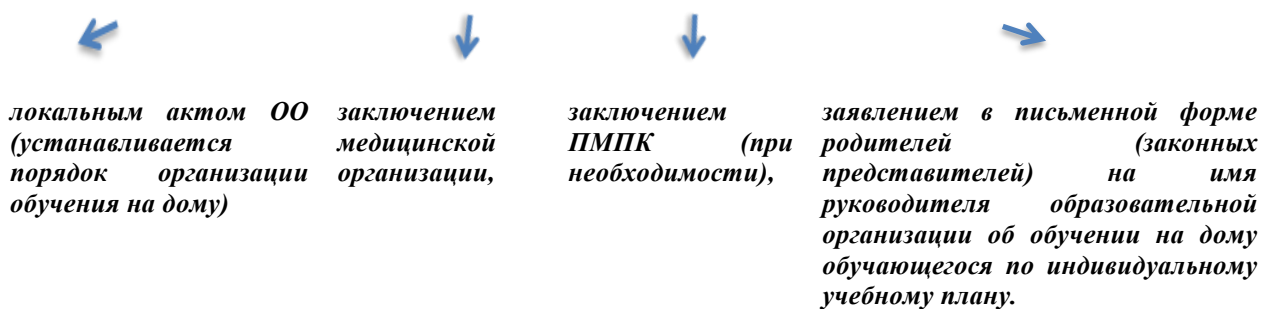 локальным актом ОО
(устанавливается
порядок организации
обучения на дому)
заключением
медицинской
организации,
заключением
ПМПК (при
необходимости),
заявлением в письменной форме
родителей (законных
представителей) на имя
руководителя образовательной
организации об обучении на дому
обучающегося по индивидуальному
учебному плану.